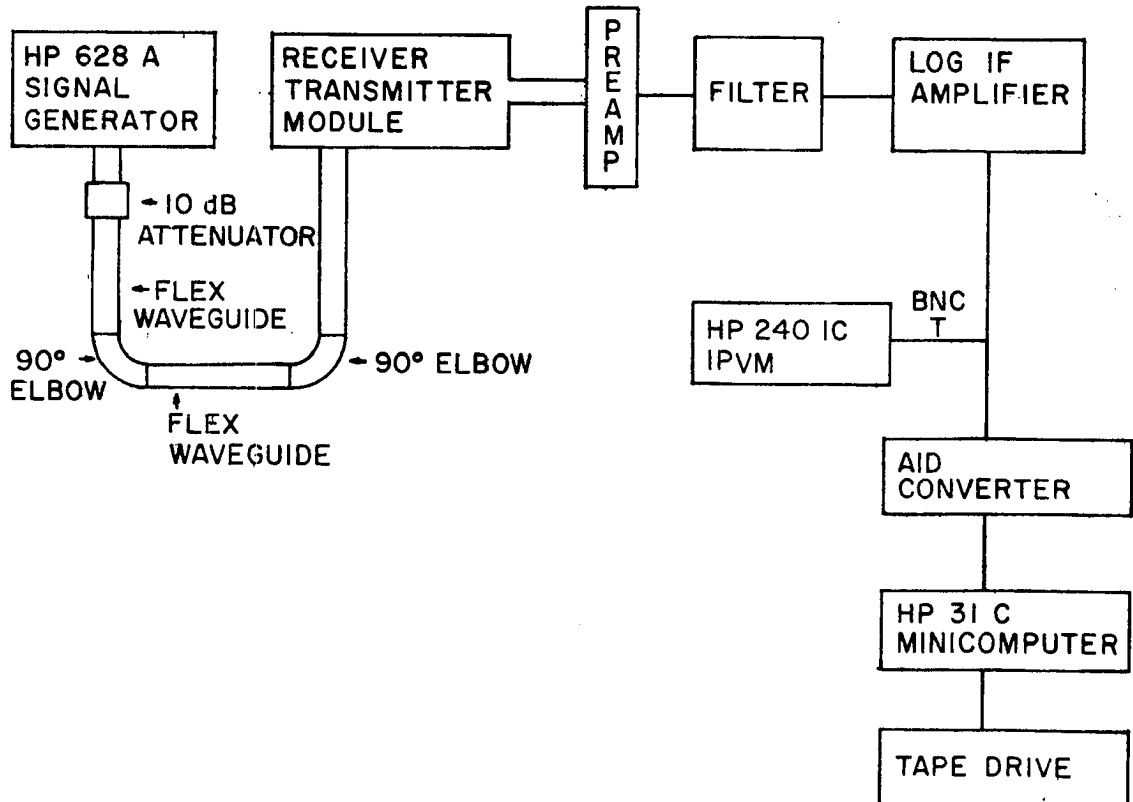 HP 628 A
SIGNAL
GENERATOR
RECEIVER
TRANSMITTER
MODULE
PREAMP
FILTER
LOG IF
AMPLIFIER
10 dB
ATTENUATOR
FLEX
WAVEGUIDE
90° ELBOW
90°
ELBOW
FLEX
WAVEGUIDE
BNC
T
HP 240 IC
IPVM
AID
CONVERTER
HP 31 C
MINICOMPUTER
TAPE DRIVE